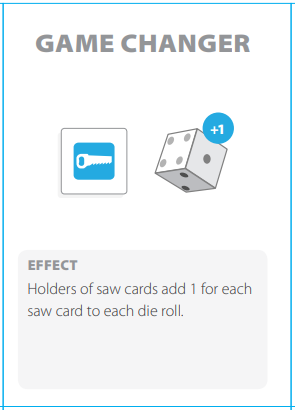 GAME CHANGER
+1
EFFECT
Holders of saw cards add 1 for each
saw card to each die roll.